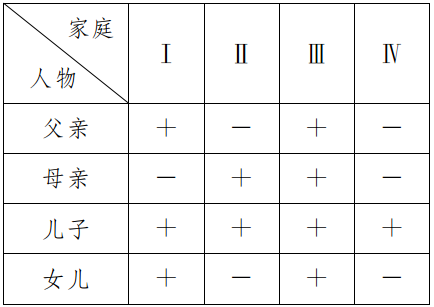 家庭 Ⅰ Ⅱ Ⅲ Ⅳ
人物
父亲 + − + −
母亲 − + + −
儿子 + + + +
女儿 + − + −